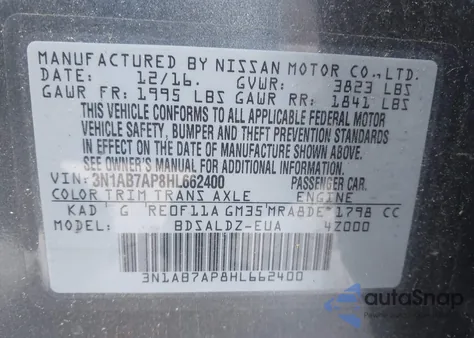 MANUFACTURED BY NISSAN MOTOR CO., LTD.
DATE: 12/16. GVWR: 3823 LBS
GAWR FR: 1995 LBS GAWR RR: 1841 LBS
THIS VEHICLE CONFORMS TO ALL APPLICABLE FEDERAL MOTOR
VEHICLE SAFETY, BUMPER AND THEFT PREVENTION STANDARDS
IN EFFECT ON THE DATE OF MANUFACTURE SHOWN ABOVE.
SEE OWNER'S MANUAL FOR ADDITIONAL INFORMATION.
VIN: 3N1AB7AP8HL662400 PASSENGER CAR
COLOR TRIM TRANS AXLE ENGINE
KAD G RE0F11A GM35 MRA8DE 1798 CC
MODEL: BDSALDZ-EUA 4Z000
3N1AB7AP8HL662400
autoSnap